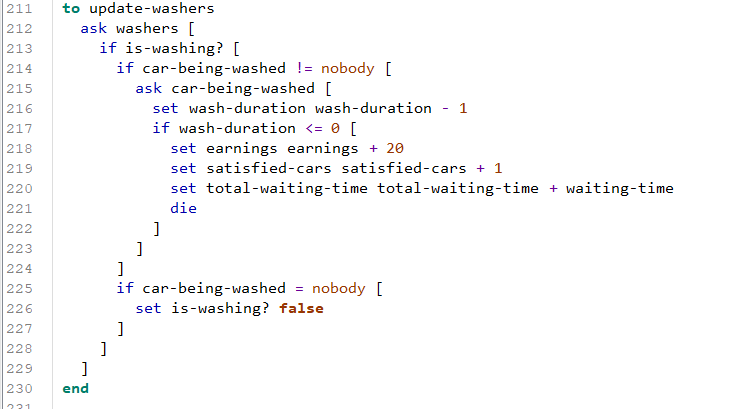 211 to update-washers
212   ask washers [
213     if is-washing? [
214       if car-being-washed != nobody [
215         ask car-being-washed [
216           set wash-duration wash-duration - 1
217           if wash-duration <= 0 [
218             set earnings earnings + 20
219             set satisfied-cars satisfied-cars + 1
220             set total-waiting-time total-waiting-time + waiting-time
221             die
222           ]
223         ]
224       ]
225       if car-being-washed = nobody [
226         set is-washing? false
227       ]
228     ]
229   ]
230 end
231